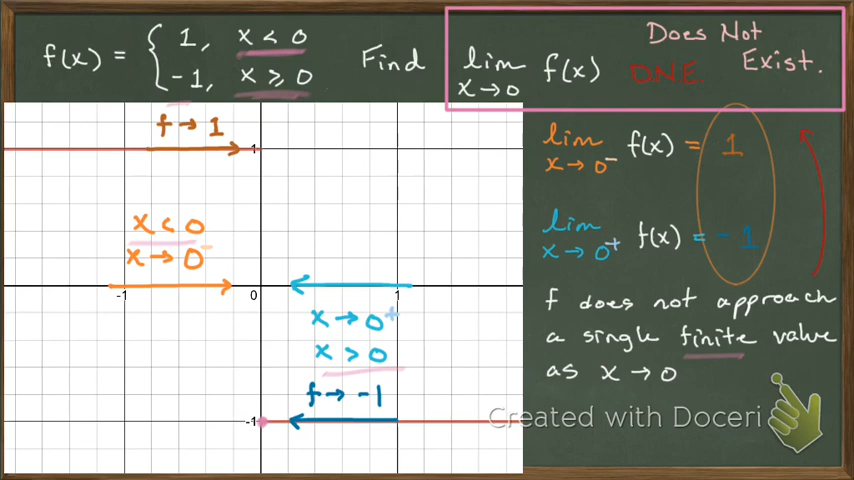 f(x) = { 1, x < 0
-1, x ≥ 0
Find lim x→0 f(x) D.N.E. Does Not Exist.
f → 1
1
x < 0
x → 0⁻
-1 0 1
x → 0⁺
x > 0
f → -1
-1
lim x→0⁻ f(x) = 1
lim x→0⁺ f(x) = -1
f does not approach
a single finite value
as x → 0
Created with Doceri